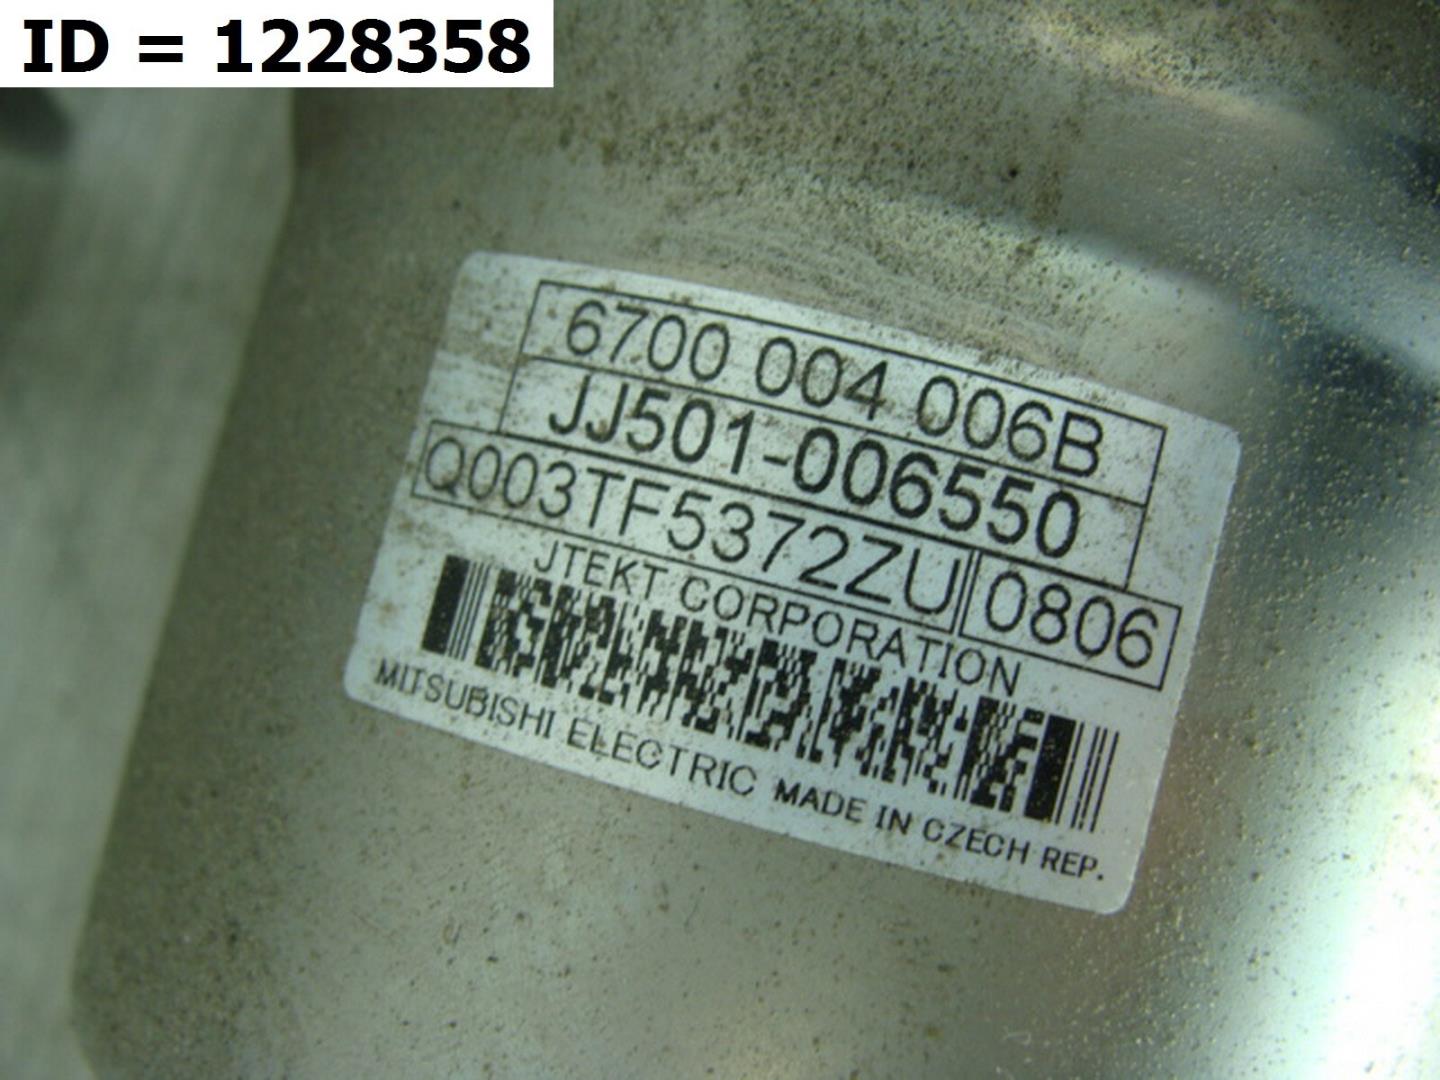 ID = 1228358
6700 004 006B
JJ501-006550
Q003TF5372ZU 0806
JTEKT CORPORATION
MITSUBISHI ELECTRIC MADE IN CZECH REP.